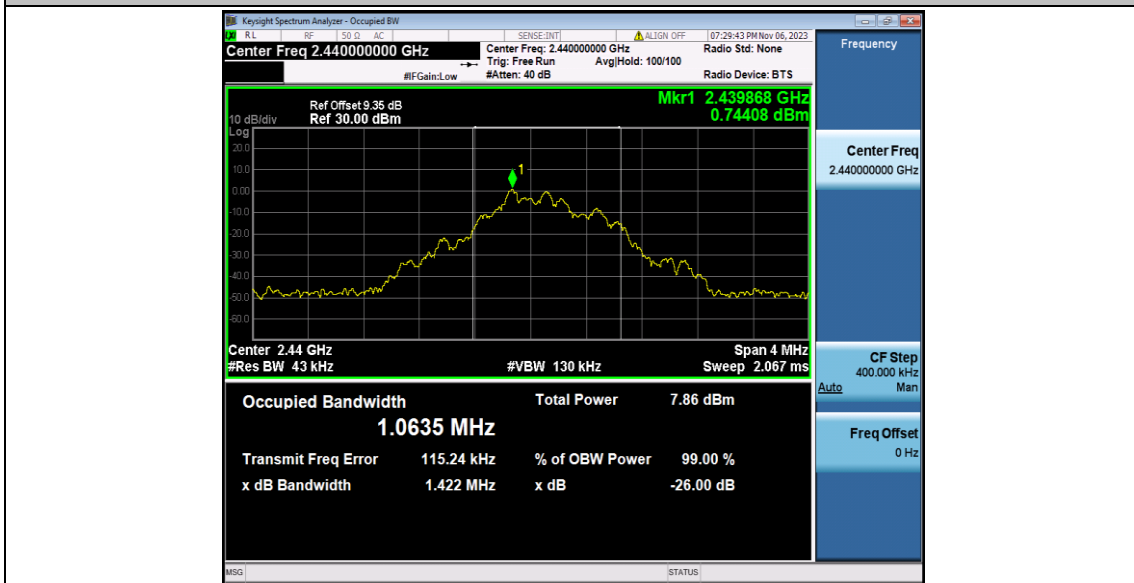 Keysight Spectrum Analyzer - Occupied BW
RL RF 50 Ω AC SENSE:INT ALIGN OFF 07:29:43 PM Nov 06, 2023
Center Freq 2.440000000 GHz
Center Freq: 2.440000000 GHz
Radio Std: None
Trig: Free Run Avg|Hold: 100/100
#IFGain:Low #Atten: 40 dB Radio Device: BTS
Frequency
Mkr1 2.439868 GHz
0.74408 dBm
Ref Offset 9.35 dB
10 dB/div Ref 30.00 dBm
Log
20.0
10.0
0.00
-10.0
-20.0
-30.0
-40.0
-50.0
-60.0
1
Center 2.44 GHz Span 4 MHz
#Res BW 43 kHz #VBW 130 kHz Sweep 2.067 ms
Center Freq
2.440000000 GHz
CF Step
400.000 kHz
Auto Man
Freq Offset
0 Hz
Occupied Bandwidth Total Power 7.86 dBm
1.0635 MHz
Transmit Freq Error 115.24 kHz % of OBW Power 99.00 %
x dB Bandwidth 1.422 MHz x dB -26.00 dB
MSG STATUS